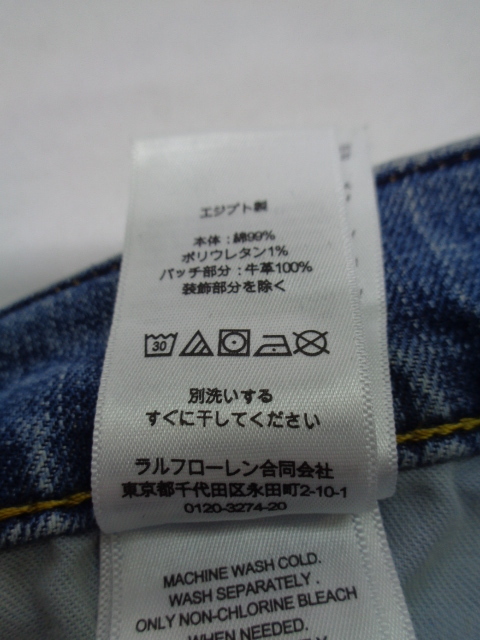 エジプト製
本体：綿99%
ポリウレタン1%
パッチ部分：牛革100%
装飾部分を除く
30
別洗いする
すぐに干してください
ラルフローレン合同会社
東京都千代田区永田町2-10-1
0120-3274-20
MACHINE WASH COLD.
WASH SEPARATELY.
ONLY NON-CHLORINE BLEACH
WHEN NEEDED.